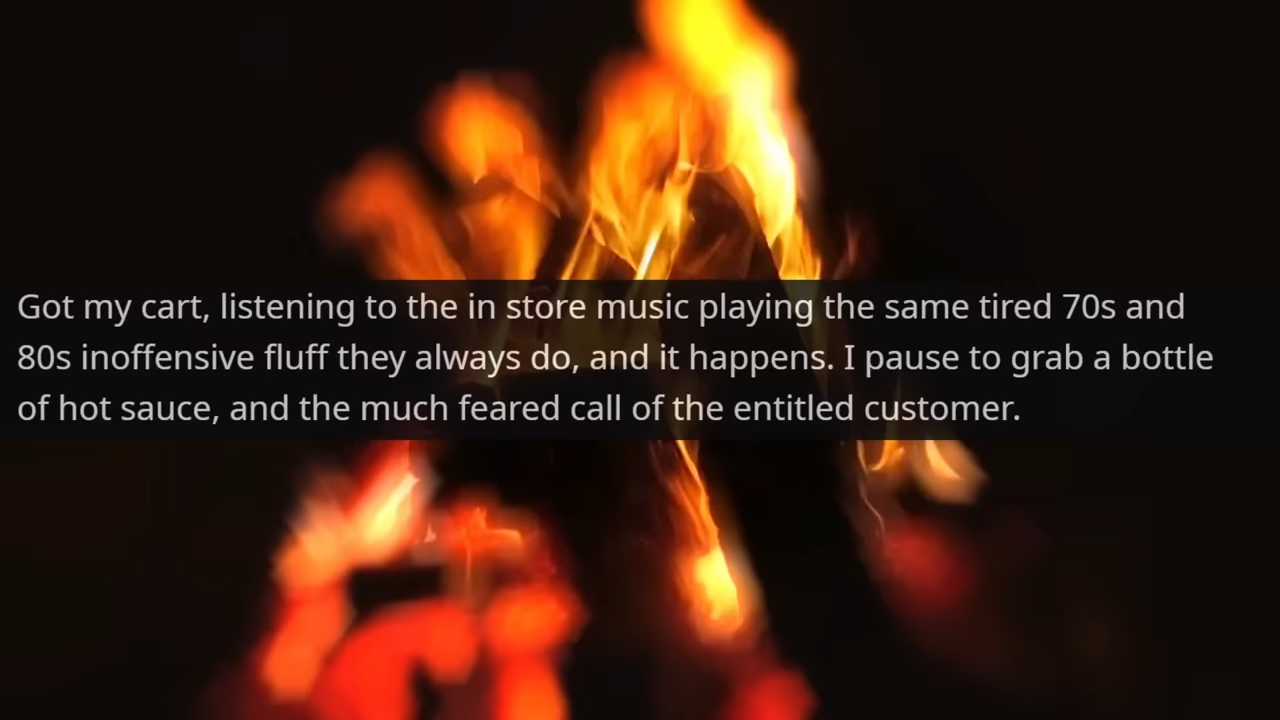 Got my cart, listening to the in store music playing the same tired 70s and
80s inoffensive fluff they always do, and it happens. I pause to grab a bottle
of hot sauce, and the much feared call of the entitled customer.